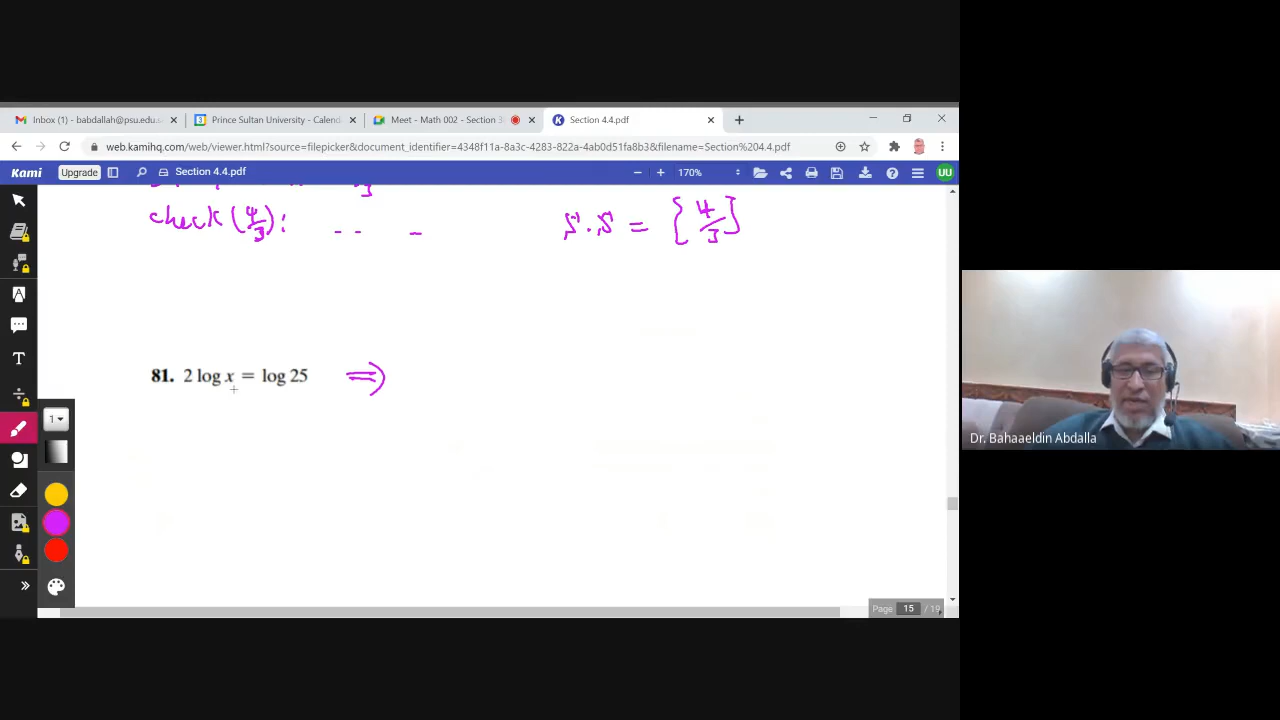 Inbox (1) - babdallah@psu.edu.s
Prince Sultan University - Calend
Meet - Math 002 - Section 3
Section 4.4.pdf
web.kamihq.com/web/viewer.html?source=filepicker&document_identifier=4348f11a-8a3c-4283-822a-4ab0d51fa8b3&filename=Section%204.4.pdf
Kami Upgrade Section 4.4.pdf 170% UU
check (4/3): -- - S.S = {4/3}
81. 2 log x = log 25 ⇒
1
Page 15 / 19
Dr. Bahaaeldin Abdalla